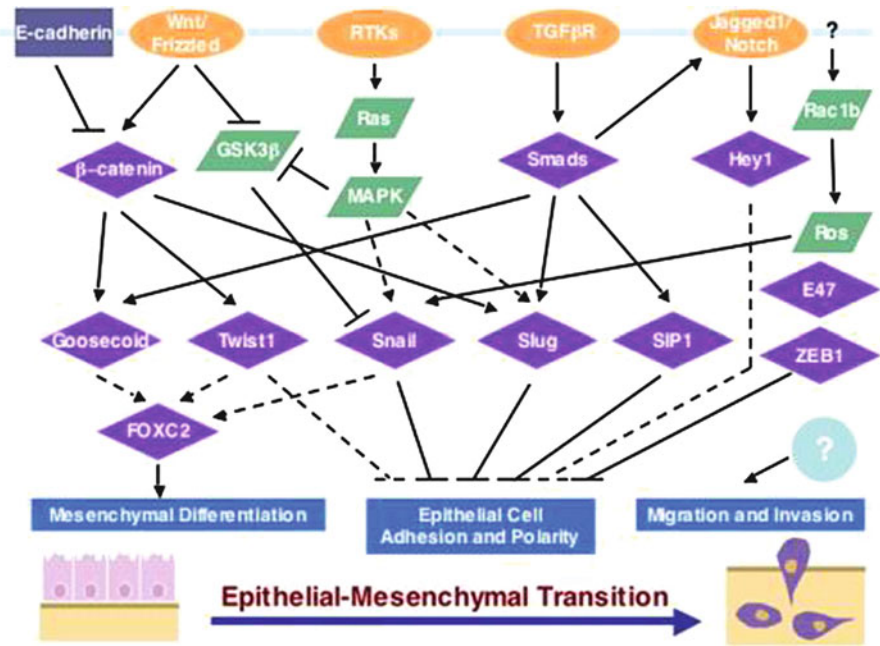 E-cadherin
Wnt/
Frizzled
RTKs
TGFβR
Jagged1/
Notch
?
Ras
Rac1b
GSK3β
β-catenin
Smads
Hey1
MAPK
Ros
E47
Goosecoid
Twist1
Snail
Slug
SIP1
ZEB1
FOXC2
?
Mesenchymal Differentiation
Epithelial Cell
Adhesion and Polarity
Migration and Invasion
Epithelial-Mesenchymal Transition